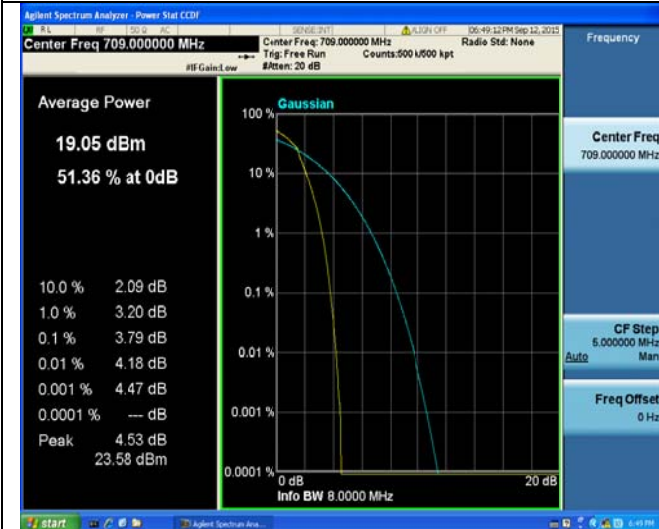 Agilent Spectrum Analyzer - Power Stat CCDF
RL RF 50 Ω AC SENSE:INT ALIGN OFF 06:49:12 PM Sep 12, 2015
Center Freq 709.000000 MHz
Center Freq: 709.000000 MHz
Radio Std: None
Trig: Free Run
Counts:500 k/500 kpt
#IFGain:Low
#Atten: 20 dB
Frequency
Average Power
19.05 dBm
51.36 % at 0dB
10.0 % 2.09 dB
1.0 % 3.20 dB
0.1 % 3.79 dB
0.01 % 4.18 dB
0.001 % 4.47 dB
0.0001 % --- dB
Peak 4.53 dB
23.58 dBm
Gaussian
100 %
10 %
1 %
0.1 %
0.01 %
0.001 %
0.0001 %
0 dB
20 dB
Info BW 8.0000 MHz
Center Freq
709.000000 MHz
CF Step
5.000000 MHz
Auto Man
Freq Offset
0 Hz
start
Agilent Spectrum Ana...
6:49 PM